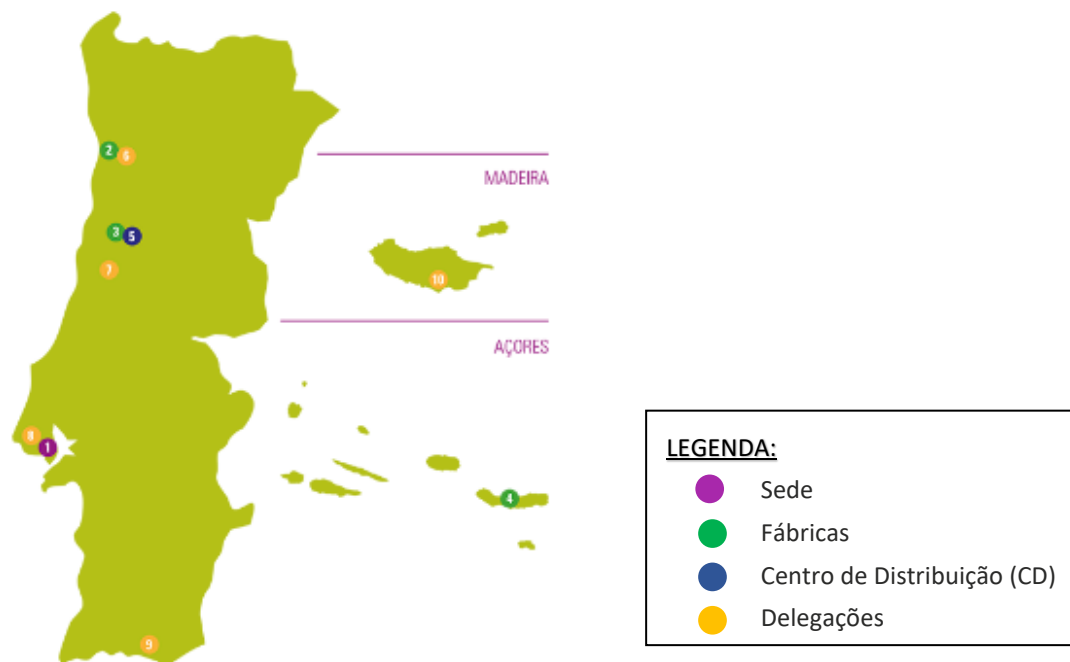 2 6
MADEIRA
3 5
7
10
AÇORES
8 1
4
9
LEGENDA:
Sede
Fábricas
Centro de Distribuição (CD)
Delegações